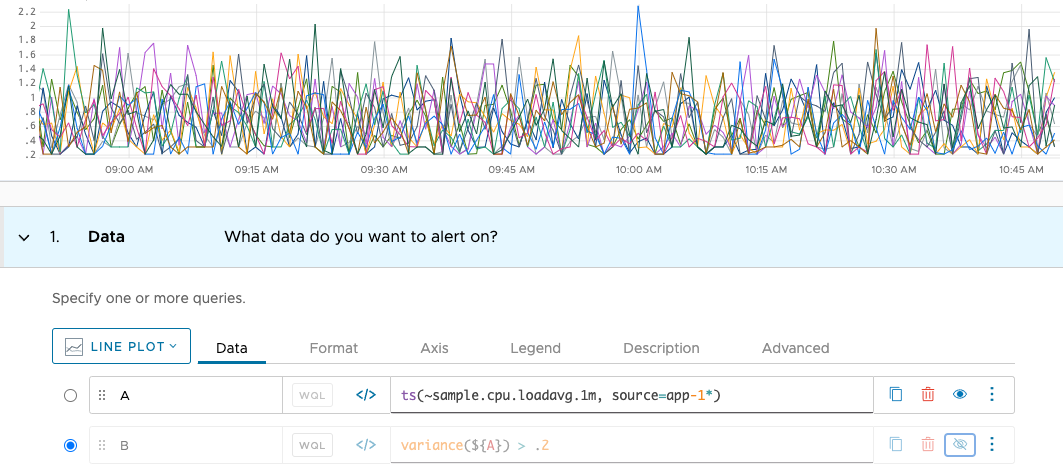 2.2
2
1.8
1.6
1.4
1.2
1
.8
.6
.4
.2
09:00 AM 09:15 AM 09:30 AM 09:45 AM 10:00 AM 10:15 AM 10:30 AM 10:45 AM
1. Data What data do you want to alert on?
Specify one or more queries.
LINE PLOT Data Format Axis Legend Description Advanced
A WQL </> ts(~sample.cpu.loadavg.1m, source=app-1*)
B WQL </> variance(${A}) > .2